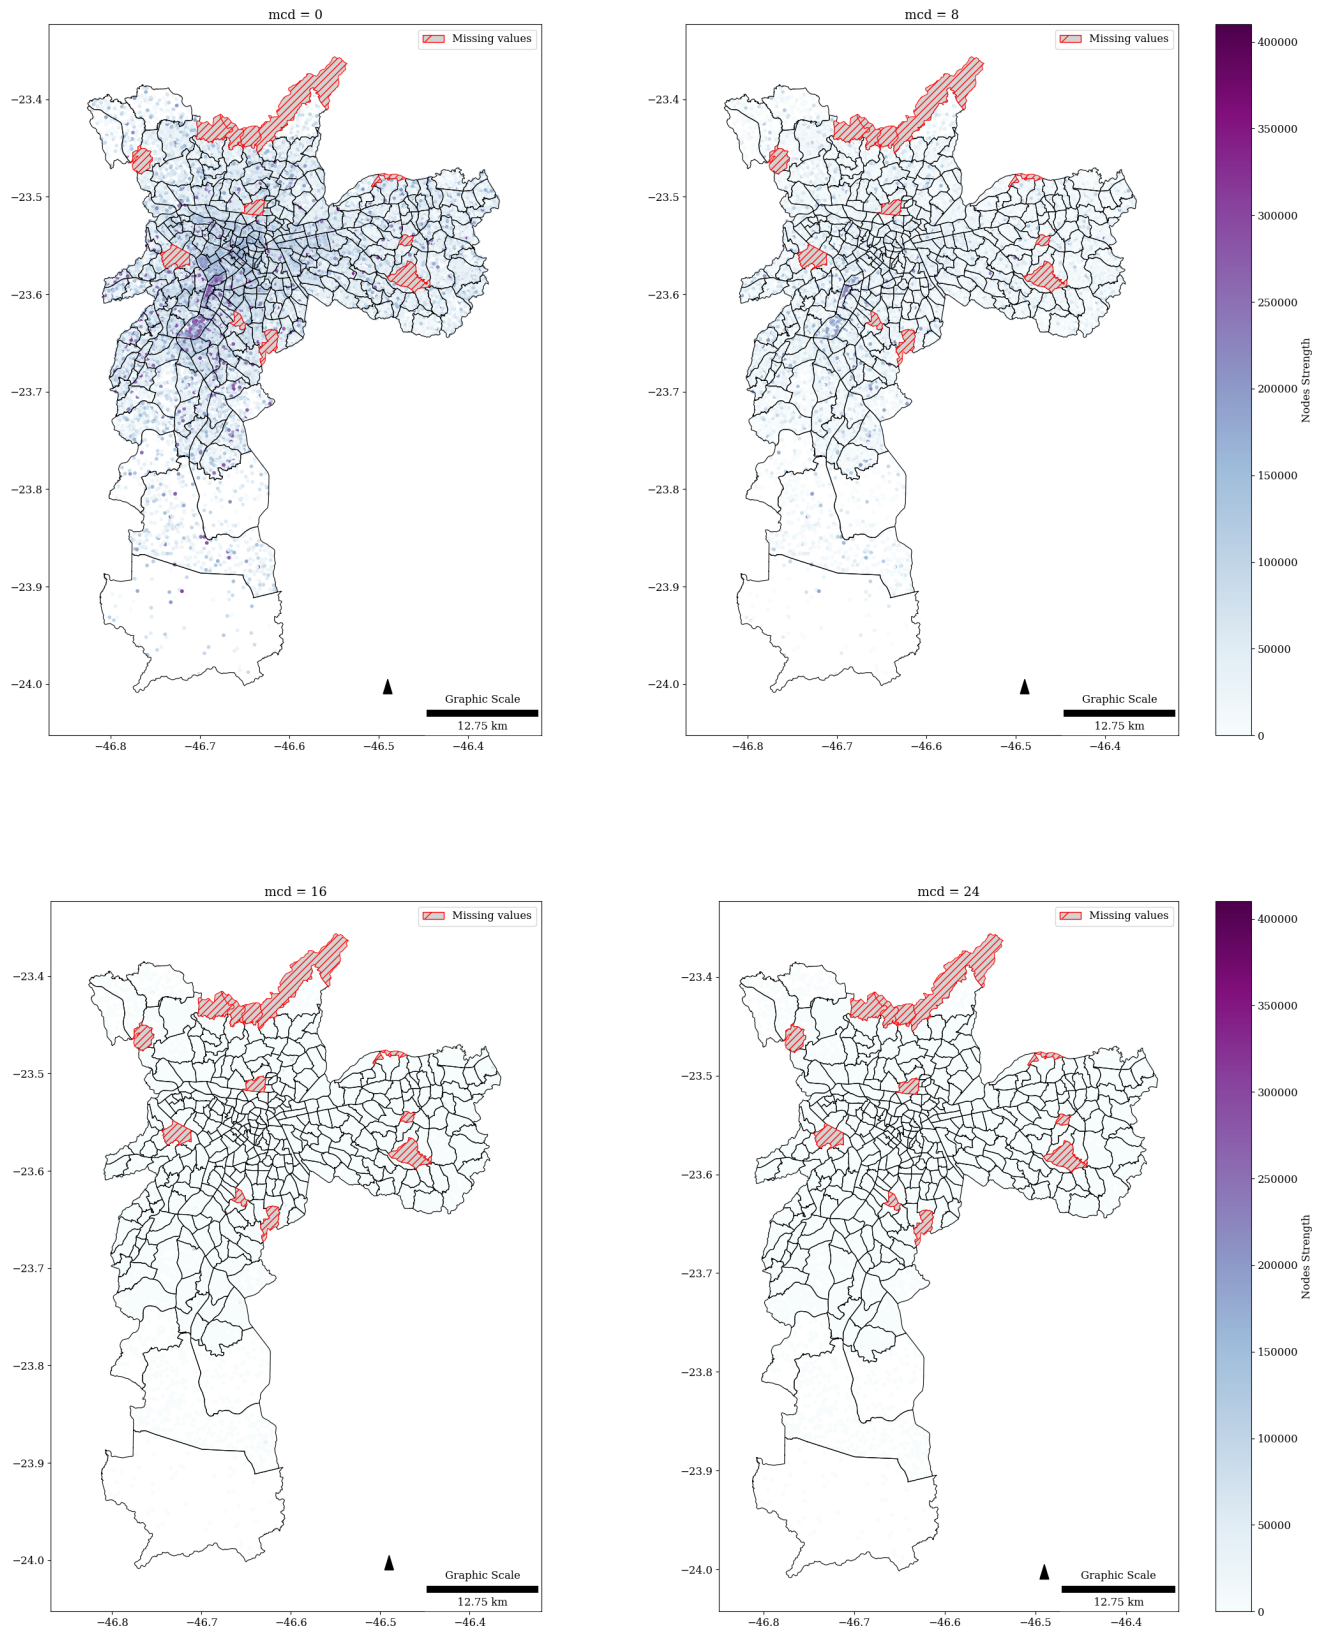 mcd = 0
Missing values
−23.4
−23.5
−23.6
−23.7
−23.8
−23.9
−24.0
Graphic Scale
12.75 km
−46.8 −46.7 −46.6 −46.5 −46.4
mcd = 8
Missing values
−23.4
−23.5
−23.6
−23.7
−23.8
−23.9
−24.0
Graphic Scale
12.75 km
−46.8 −46.7 −46.6 −46.5 −46.4
400000
350000
300000
250000
200000
150000
100000
50000
0
Nodes Strength
mcd = 16
Missing values
−23.4
−23.5
−23.6
−23.7
−23.8
−23.9
−24.0
Graphic Scale
12.75 km
−46.8 −46.7 −46.6 −46.5 −46.4
mcd = 24
Missing values
−23.4
−23.5
−23.6
−23.7
−23.8
−23.9
−24.0
Graphic Scale
12.75 km
−46.8 −46.7 −46.6 −46.5 −46.4
400000
350000
300000
250000
200000
150000
100000
50000
0
Nodes Strength